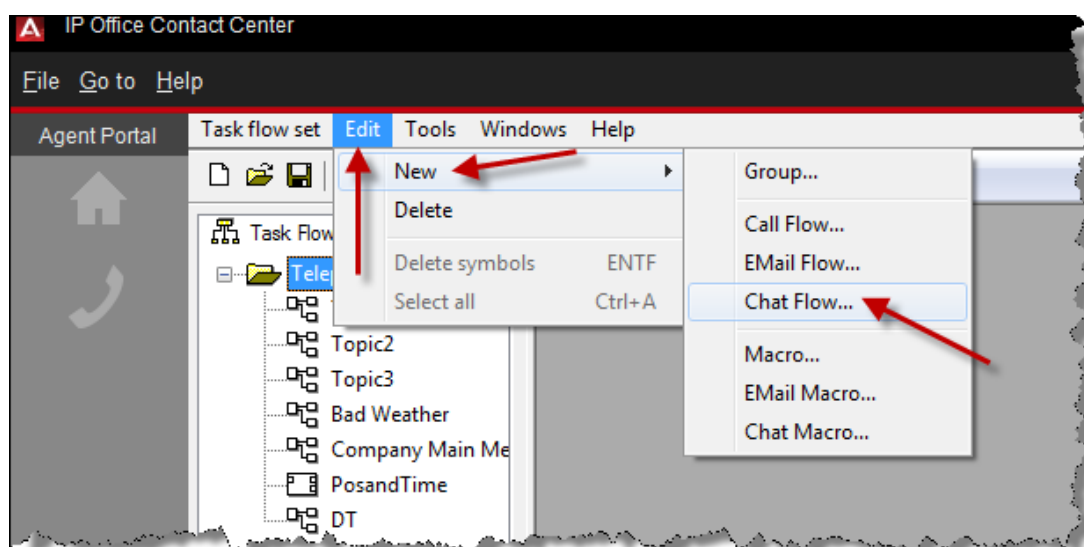 IP Office Contact Center
File Go to Help
Agent Portal
Task flow set Edit Tools Windows Help
New
Delete
Delete symbols ENTF
Select all Ctrl+A
Group...
Call Flow...
EMail Flow...
Chat Flow...
Macro...
EMail Macro...
Chat Macro...
Task Flow
Tele
Topic2
Topic3
Bad Weather
Company Main Me
PosandTime
DT